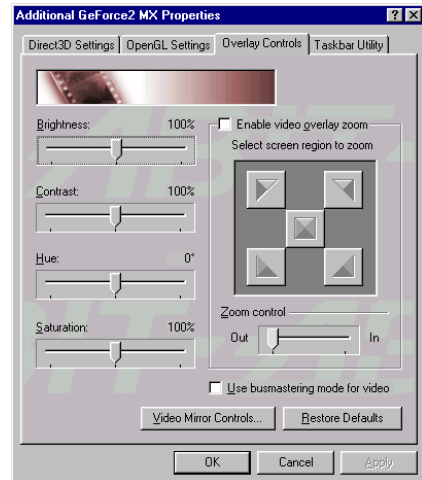 Additional GeForce2 MX Properties
Direct3D Settings
OpenGL Settings
Overlay Controls
Taskbar Utility
Brightness: 100%
Contrast: 100%
Hue: 0°
Saturation: 100%
Enable video overlay zoom
Select screen region to zoom
Zoom control
Out
In
Use busmastering mode for video
Video Mirror Controls...
Restore Defaults
OK
Cancel
Apply